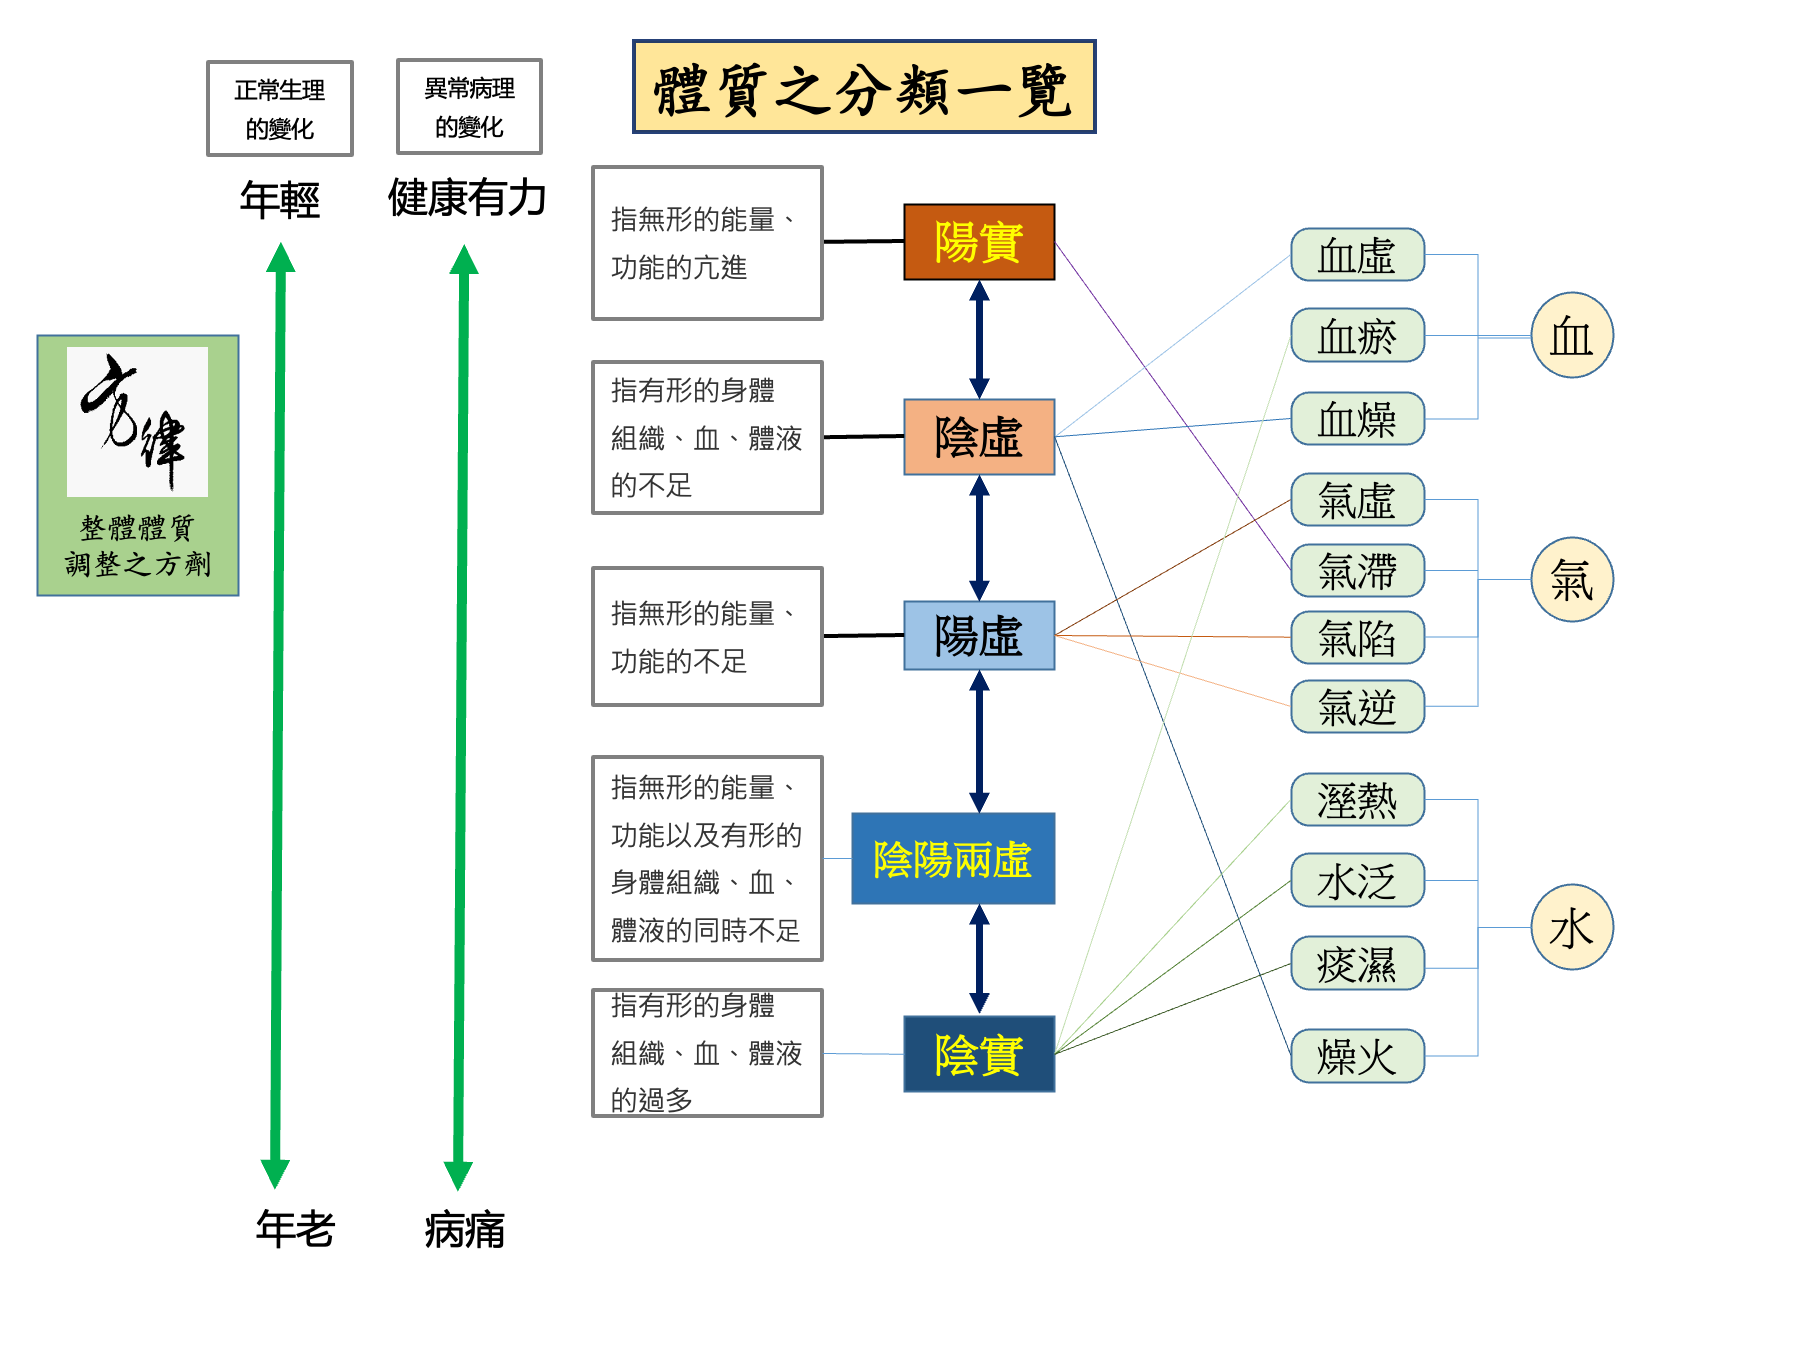 體質之分類一覽
正常生理
的變化
年輕
年老
異常病理
的變化
健康有力
病痛
方律
整體體質
調整之方劑
指無形的能量、
功能的亢進
陽實
指有形的身體
組織、血、體液
的不足
陰虛
指無形的能量、
功能的不足
陽虛
指無形的能量、
功能以及有形的
身體組織、血、
體液的同時不足
陰陽兩虛
指有形的身體
組織、血、體液
的過多
陰實
血虛
血瘀
血燥
血
氣虛
氣滯
氣陷
氣逆
氣
溼熱
水泛
痰濕
燥火
水